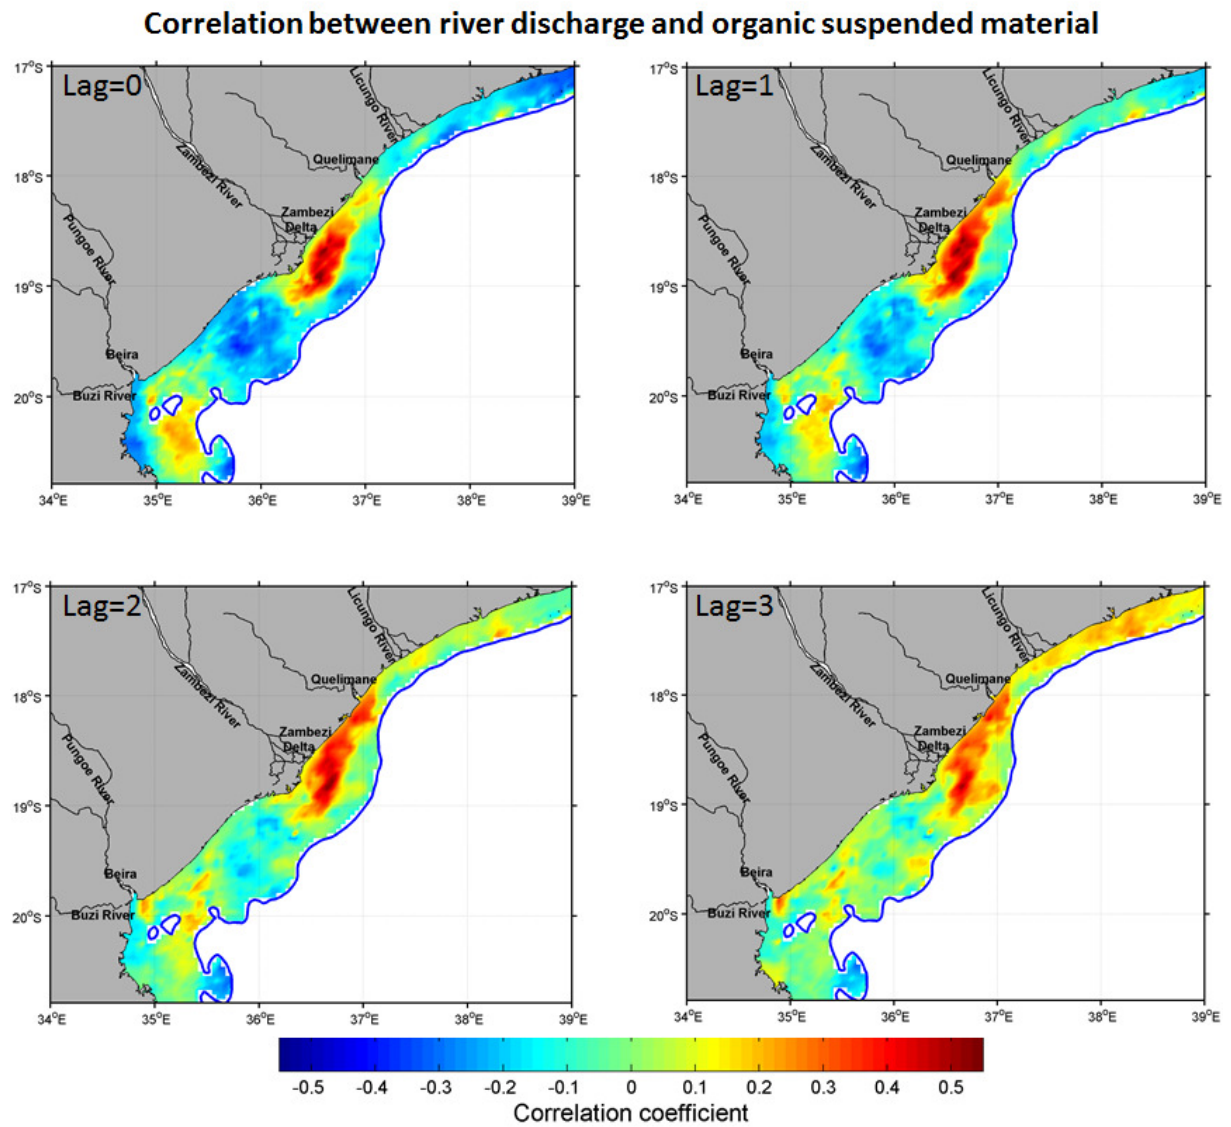 Correlation between river discharge and organic suspended material
Lag=0
17°S
18°S
19°S
20°S
34°E
35°E
36°E
37°E
38°E
39°E
Licungo River
Quelimane
Zambezi River
Zambezi
Delta
Pungoe River
Beira
Buzi River
Lag=1
17°S
18°S
19°S
20°S
34°E
35°E
36°E
37°E
38°E
39°E
Licungo River
Quelimane
Zambezi River
Zambezi
Delta
Pungoe River
Beira
Buzi River
Lag=2
17°S
18°S
19°S
20°S
34°E
35°E
36°E
37°E
38°E
39°E
Licungo River
Quelimane
Zambezi River
Zambezi
Delta
Pungoe River
Beira
Buzi River
Lag=3
17°S
18°S
19°S
20°S
34°E
35°E
36°E
37°E
38°E
39°E
Licungo River
Quelimane
Zambezi River
Zambezi
Delta
Pungoe River
Beira
Buzi River
-0.5 -0.4 -0.3 -0.2 -0.1 0 0.1 0.2 0.3 0.4 0.5
Correlation coefficient